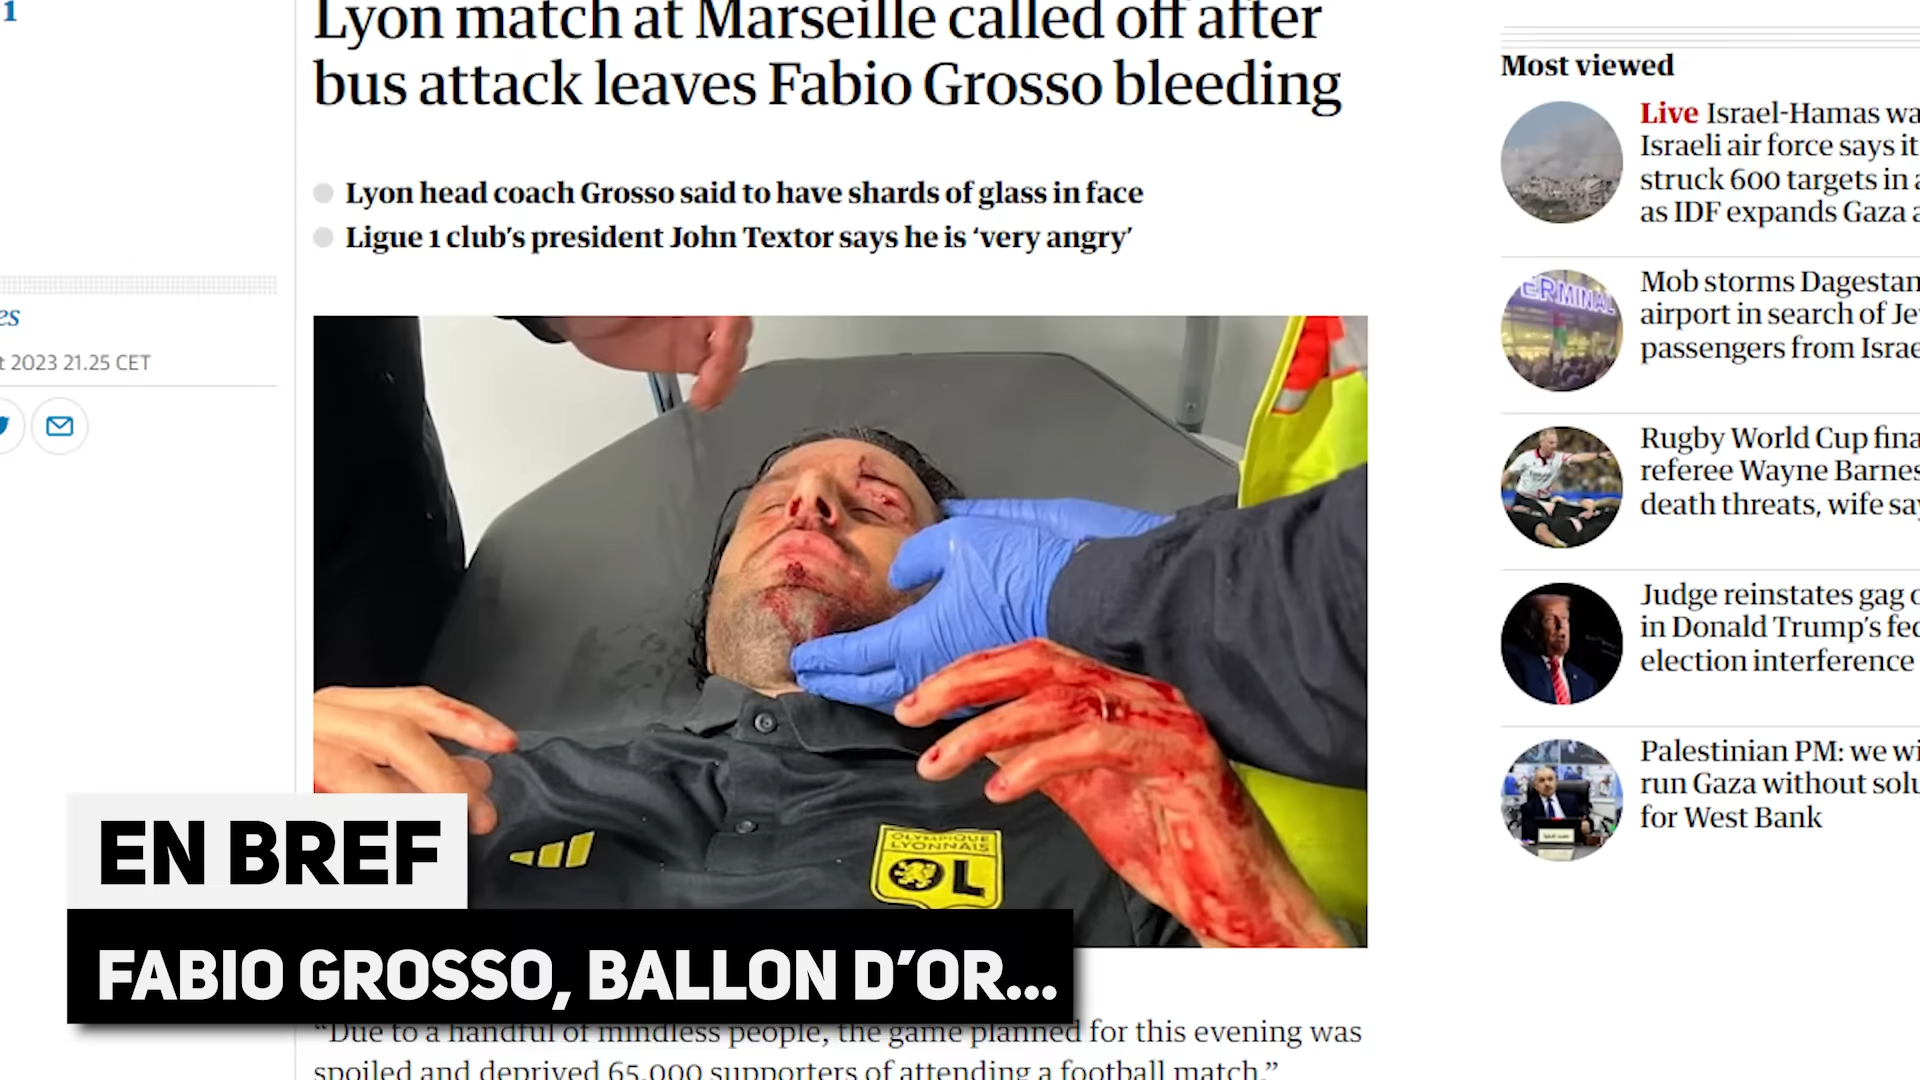 1
Lyon match at Marseille called off after
bus attack leaves Fabio Grosso bleeding
Lyon head coach Grosso said to have shards of glass in face
Ligue 1 club’s president John Textor says he is ‘very angry’
2023 21.25 CET
OLYMPIQUE
LYONNAIS
OL
EN BREF
FABIO GROSSO, BALLON D’OR...
“Due to a handful of mindless people, the game planned for this evening was
spoiled and deprived 65,000 supporters of attending a football match.”
Most viewed
Live Israel-Hamas
Israeli air force says it
struck 600 targets in
as IDF expands Gaza
Mob storms Dagestan
airport in search of
passengers from
Rugby World Cup
referee Wayne Barnes
death threats, wife
Judge reinstates gag
in Donald Trump’s
election interference
Palestinian PM: we
run Gaza without
for West Bank